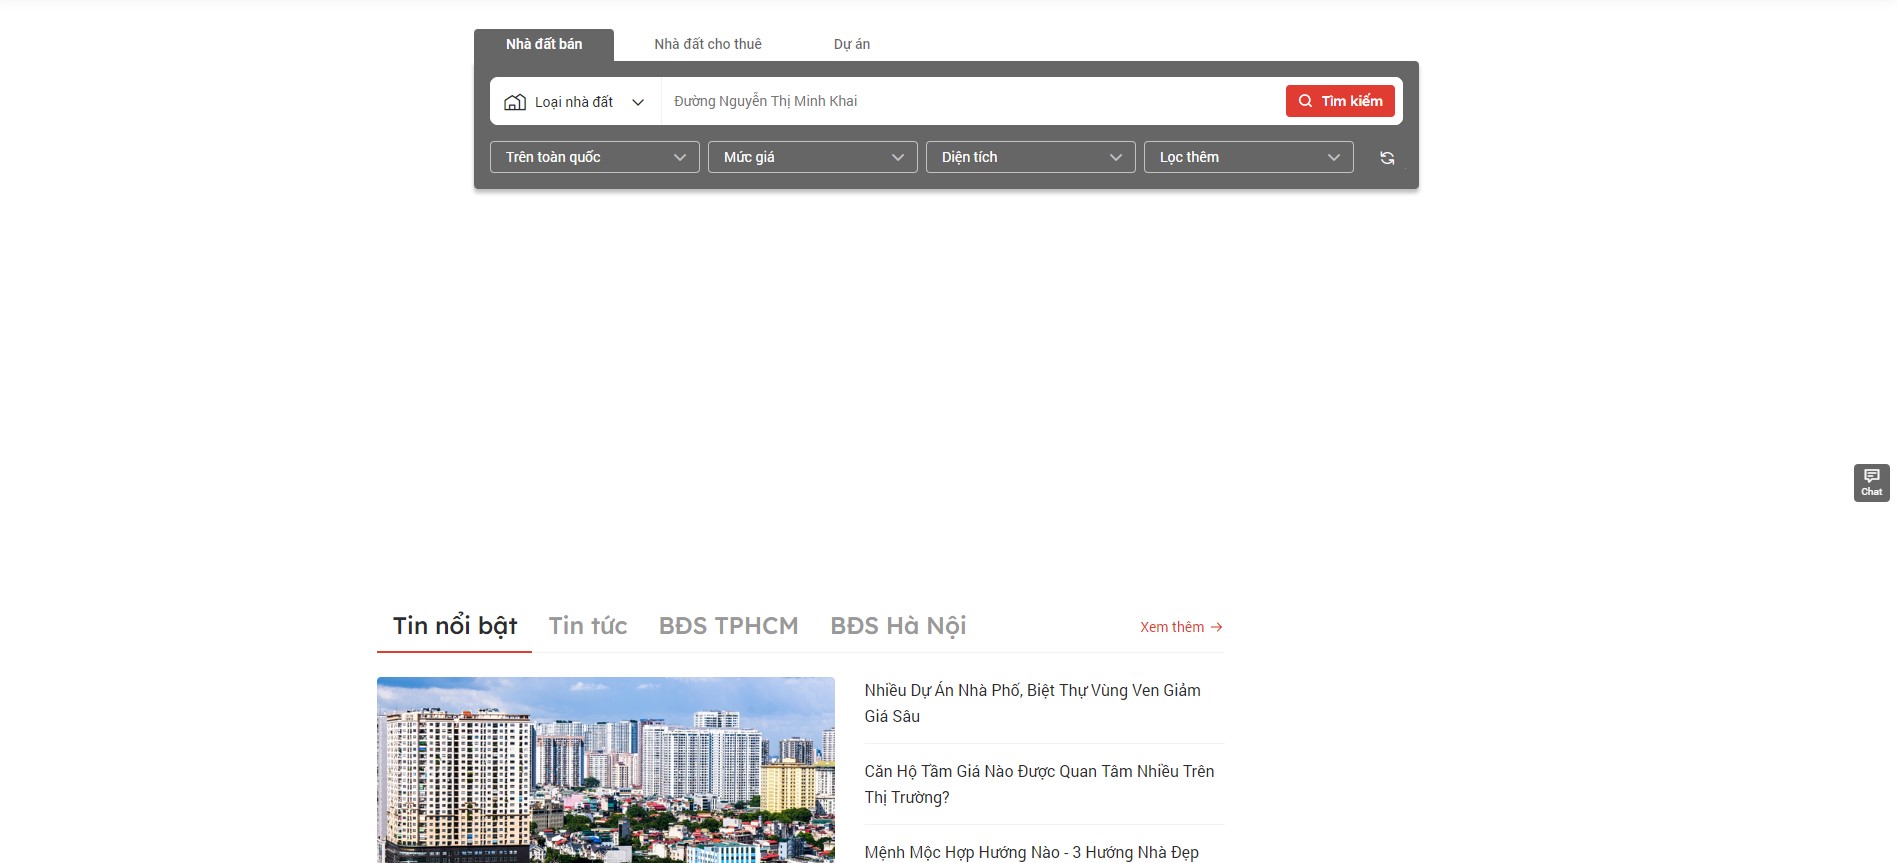 Nhà đất bán
Nhà đất cho thuê
Dự án
Loại nhà đất
Đường Nguyễn Thị Minh Khai
Tìm kiếm
Trên toàn quốc
Mức giá
Diện tích
Lọc thêm
Chat
Tin nổi bật
Tin tức
BĐS TPHCM
BĐS Hà Nội
Xem thêm →
Nhiều Dự Án Nhà Phố, Biệt Thự Vùng Ven Giảm
Giá Sâu
Căn Hộ Tầm Giá Nào Được Quan Tâm Nhiều Trên
Thị Trường?
Mệnh Mộc Hợp Hướng Nào - 3 Hướng Nhà Đẹp